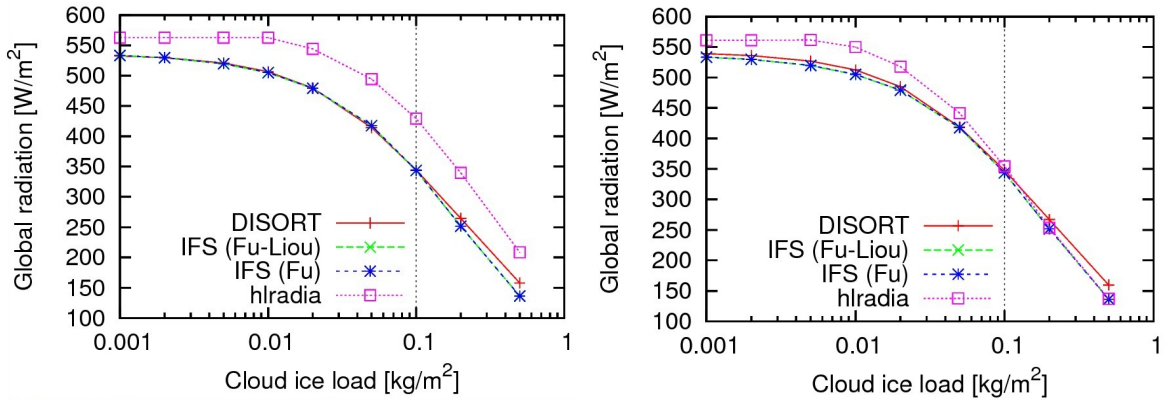 600
550
500
450
400
350
300
250
200
150
100
Global radiation [W/m²]
DISORT
IFS (Fu-Liou)
IFS (Fu)
hlradia
0.001 0.01 0.1 1
Cloud ice load [kg/m²]
600
550
500
450
400
350
300
250
200
150
100
Global radiation [W/m²]
DISORT
IFS (Fu-Liou)
IFS (Fu)
hlradia
0.001 0.01 0.1 1
Cloud ice load [kg/m²]